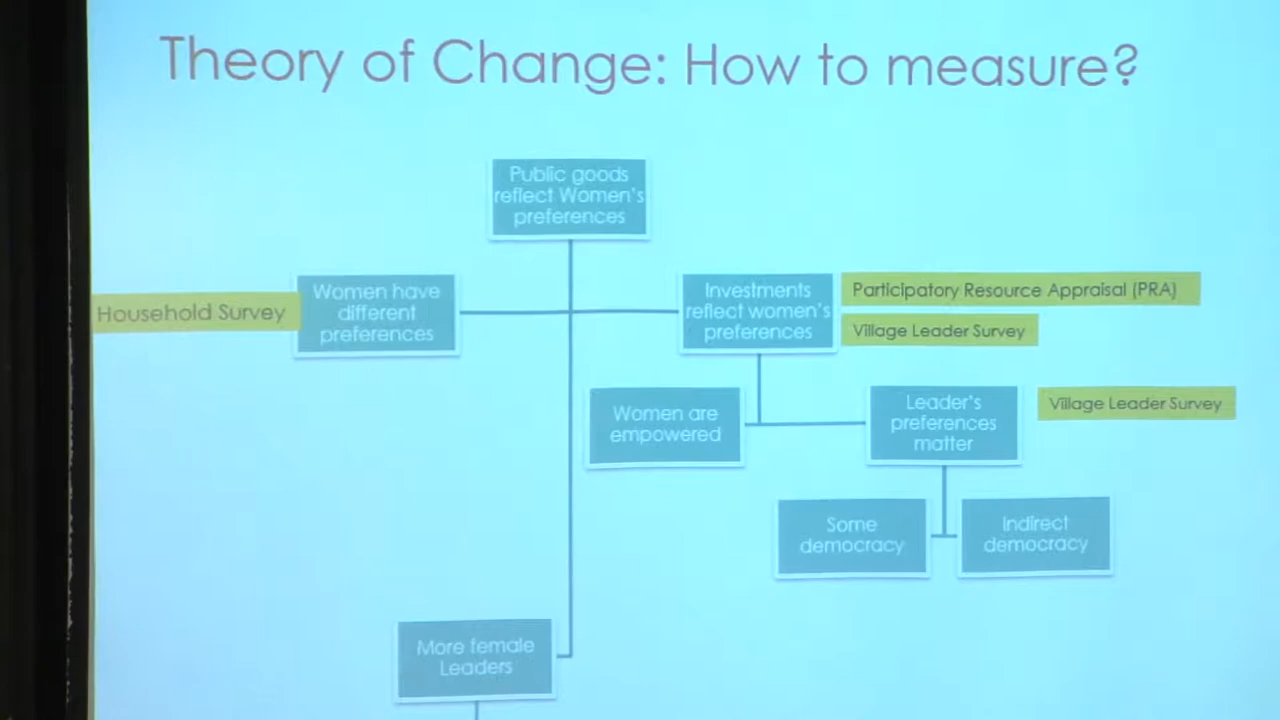 Theory of Change: How to measure?
Public goods
reflect Women's
preferences
Household Survey
Women have
different
preferences
Investments
reflect women's
preferences
Participatory Resource Appraisal (PRA)
Village Leader Survey
Women are
empowered
Leader's
preferences
matter
Village Leader Survey
Some
democracy
Indirect
democracy
More female
Leaders